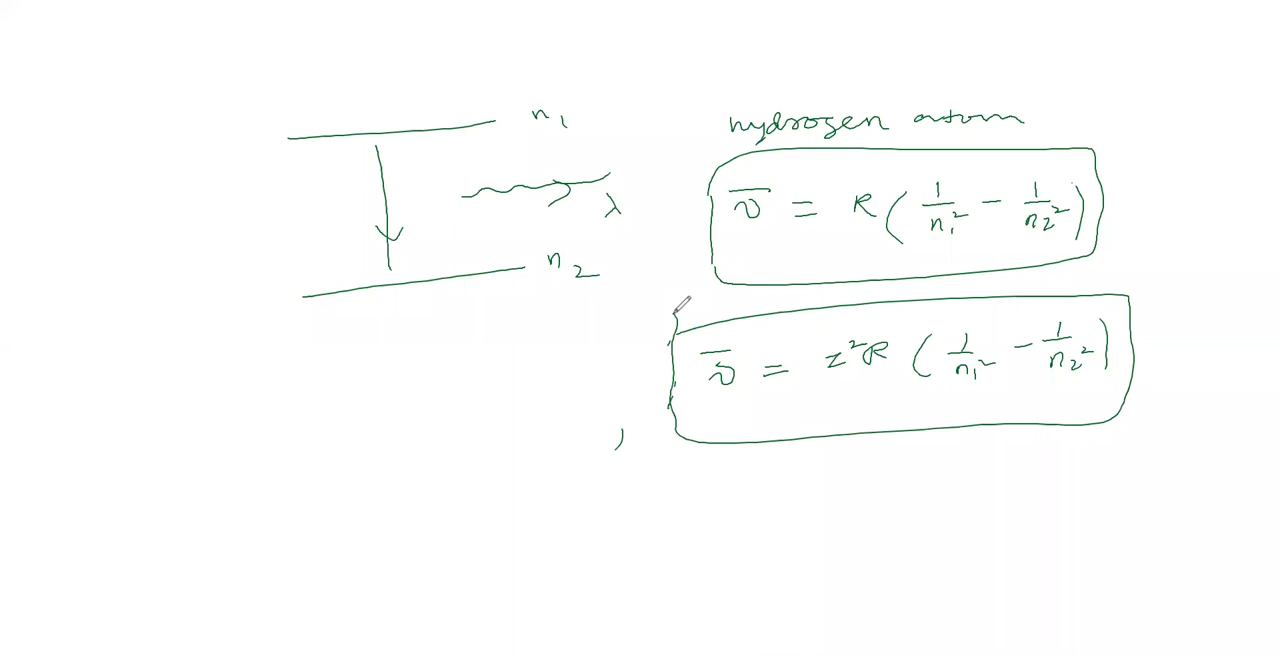 n₁
hydrogen atom
λ
ν̅ = R(1/n₁² − 1/n₂²)
n₂
ν̅ = z²R(1/n₁² − 1/n₂²)
,